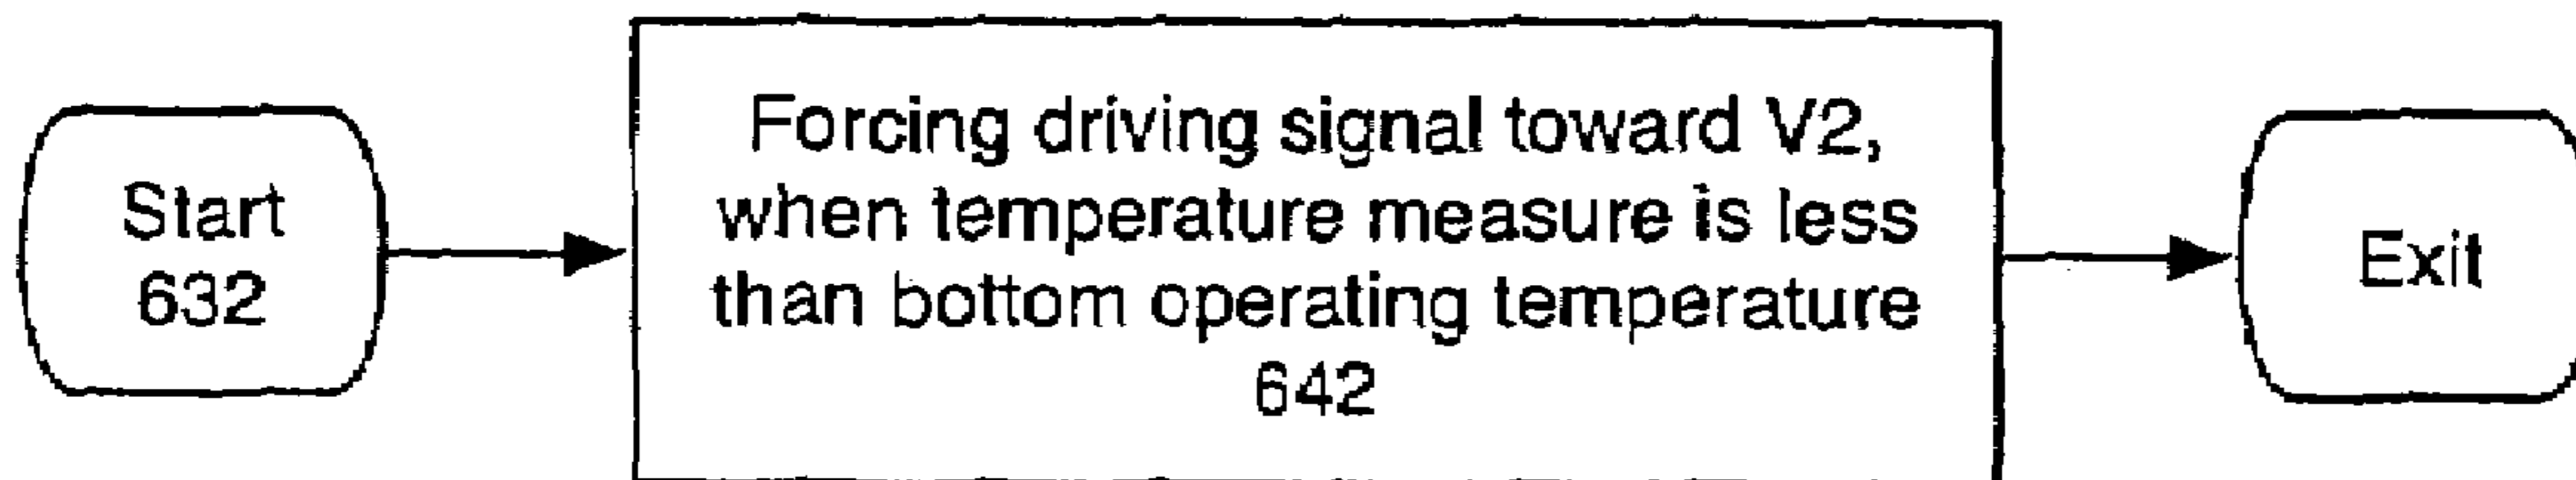 Start
632
Forcing driving signal toward V2,
when temperature measure is less
than bottom operating temperature
642
Exit